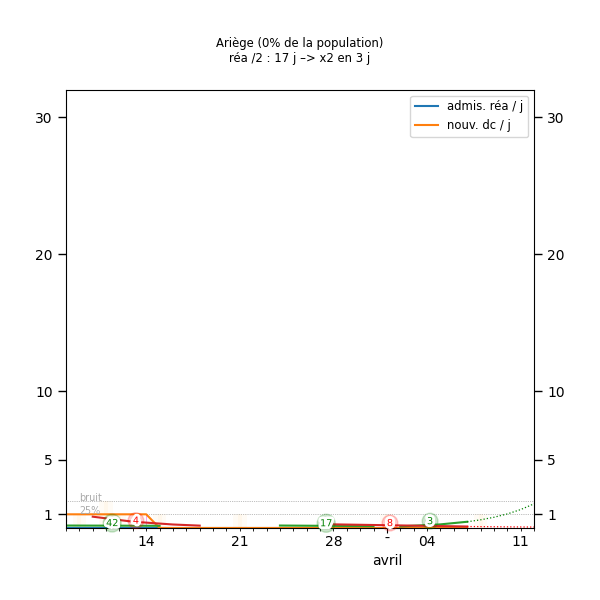 Ariège (0% de la population)
réa /2 : 17 j –> x2 en 3 j
admis. réa / j
nouv. dc / j
30 30
20 20
10 10
5 5
bruit
25%
1 1
42 4 17 8 3
14 21 28 - 04 11
avril